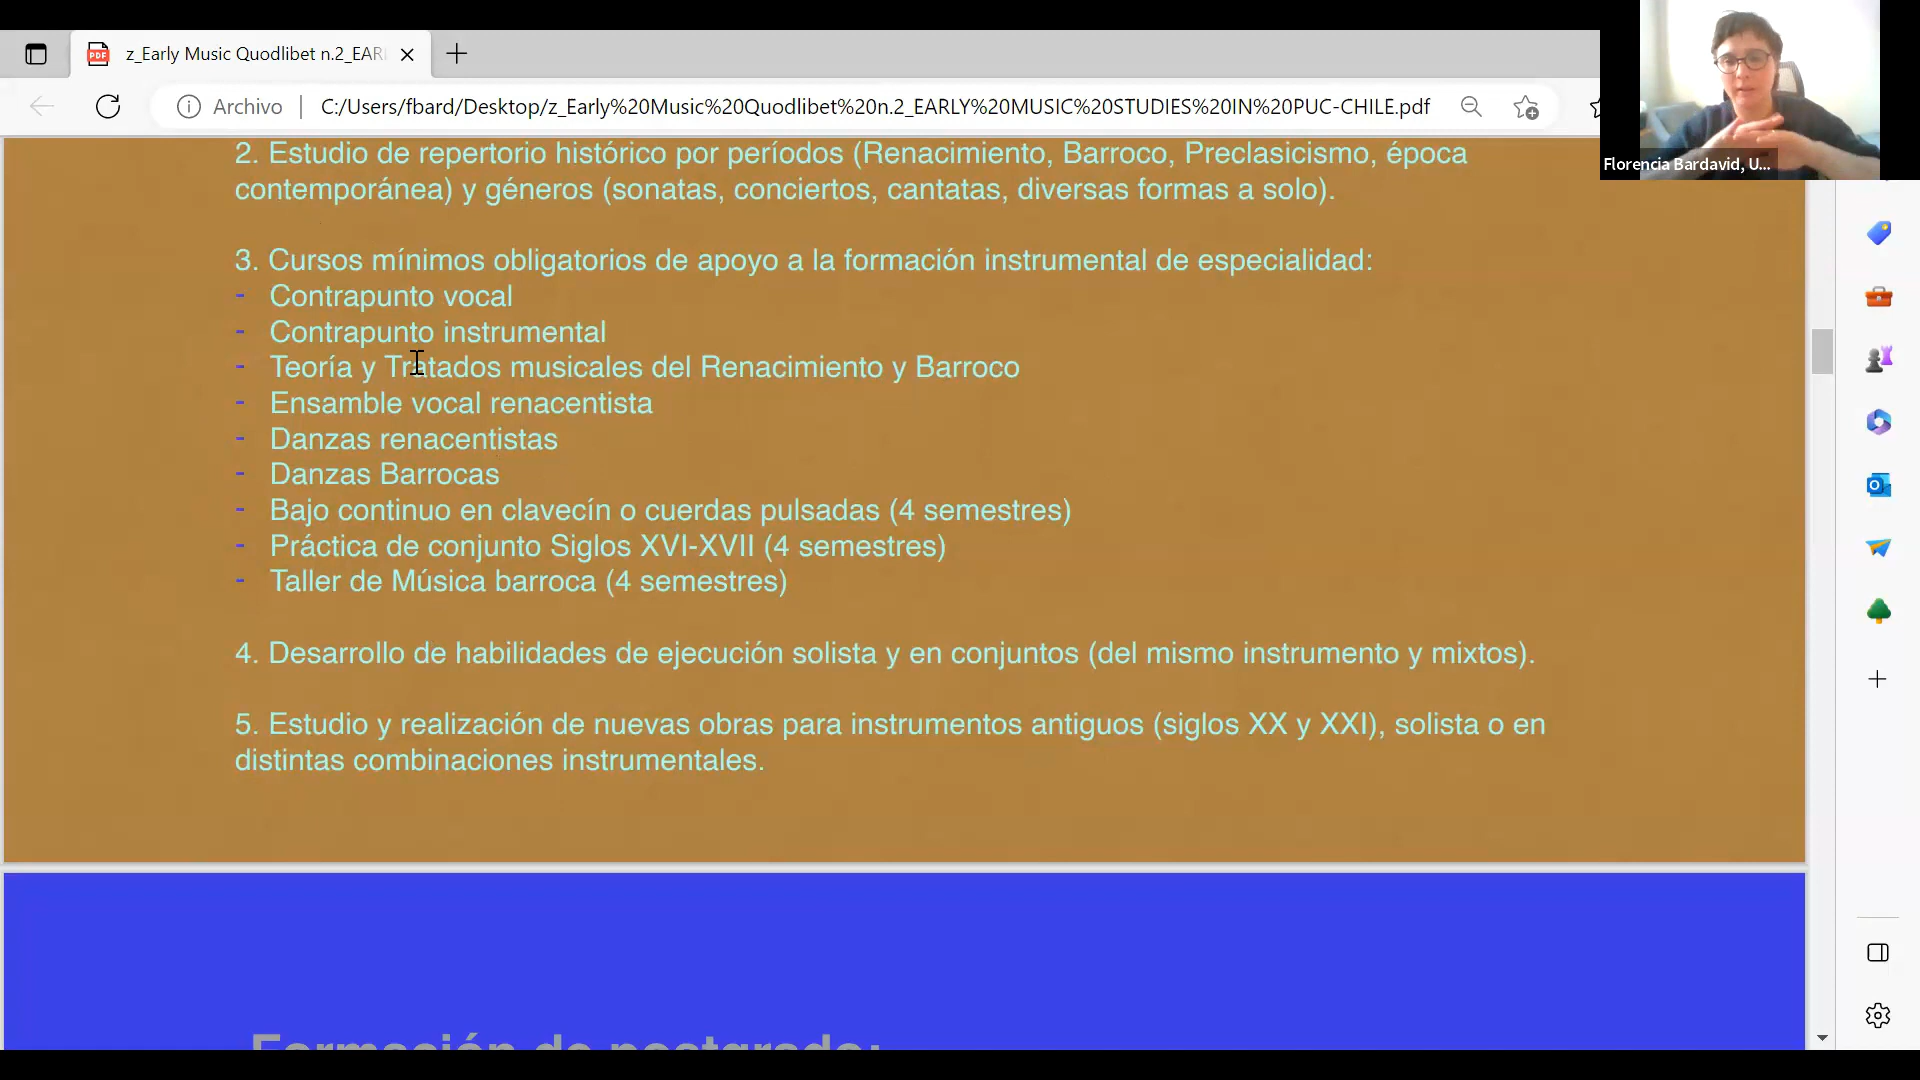 z_Early Music Quodlibet n.2_EAR
Archivo
C:/Users/fbard/Desktop/z_Early%20Music%20Quodlibet%20n.2_EARLY%20MUSIC%20STUDIES%20IN%20PUC-CHILE.pdf
Florencia Bardavid, U...
2. Estudio de repertorio histórico por períodos (Renacimiento, Barroco, Preclasicismo, época
contemporánea) y géneros (sonatas, conciertos, cantatas, diversas formas a solo).
3. Cursos mínimos obligatorios de apoyo a la formación instrumental de especialidad:
- Contrapunto vocal
- Contrapunto instrumental
- Teoría y Tratados musicales del Renacimiento y Barroco
- Ensamble vocal renacentista
- Danzas renacentistas
- Danzas Barrocas
- Bajo continuo en clavecín o cuerdas pulsadas (4 semestres)
- Práctica de conjunto Siglos XVI-XVII (4 semestres)
- Taller de Música barroca (4 semestres)
4. Desarrollo de habilidades de ejecución solista y en conjuntos (del mismo instrumento y mixtos).
5. Estudio y realización de nuevas obras para instrumentos antiguos (siglos XX y XXI), solista o en
distintas combinaciones instrumentales.
Formación de postgrado: